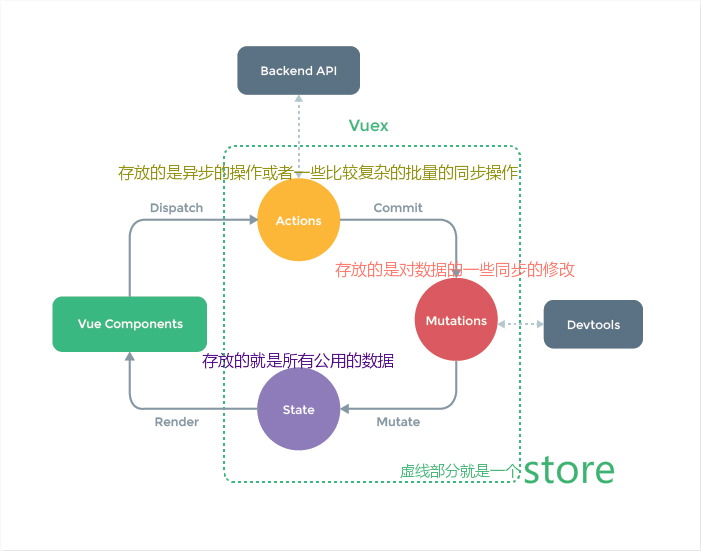 Backend API
Vuex
存放的是异步的操作或者一些比较复杂的批量的同步操作
Dispatch
Actions
Commit
存放的是对数据的一些同步的修改
Vue Components
Mutations
Devtools
存放的就是所有公用的数据
Render
State
Mutate
虚线部分就是一个store